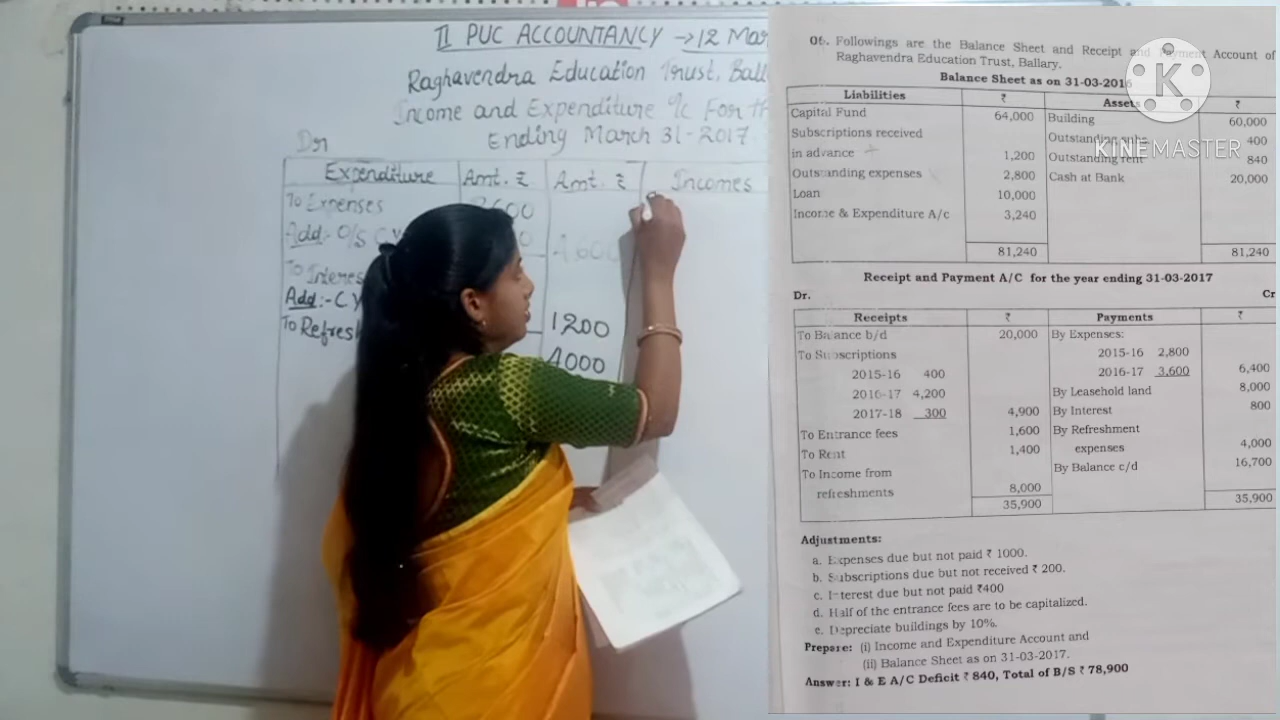 II PUC ACCOUNTANCY → 12 Mar
Raghavendra Education Trust, Ball
Income and Expenditure a/c For th
Ending March 31-2017
Dr
Expenditure Amt. ₹ Amt. ₹ Incomes
To Expenses 3600
Add:- O/S C Y 4600
To Interes
Add:- C Y 1200
To Refres 4000
06. Followings are the Balance Sheet and Receipt and Payment Account of
Raghavendra Education Trust, Ballary.
Balance Sheet as on 31-03-2016
Liabilities ₹ Assets ₹
Capital Fund 64,000 Building 60,000
Subscriptions received Outstanding subs. 400
in advance 1,200 Outstanding rent 840
Outstanding expenses 2,800 Cash at Bank 20,000
Loan 10,000
Income & Expenditure A/c 3,240
81,240 81,240
K
KINEMASTER
Receipt and Payment A/C for the year ending 31-03-2017
Dr. Cr
Receipts ₹ Payments ₹
To Balance b/d 20,000 By Expenses:
To Subscriptions 2015-16 2,800
2015-16 400 2016-17 3,600 6,400
2016-17 4,200 By Leasehold land 8,000
2017-18 300 4,900 By Interest 800
To Entrance fees 1,600 By Refreshment
To Rent 1,400 expenses 4,000
To Income from By Balance c/d 16,700
refreshments 8,000
35,900 35,900
Adjustments:
a. Expenses due but not paid ₹ 1000.
b. Subscriptions due but not received ₹ 200.
c. Interest due but not paid ₹400
d. Half of the entrance fees are to be capitalized.
e. Depreciate buildings by 10%.
Prepare: (i) Income and Expenditure Account and
(ii) Balance Sheet as on 31-03-2017.
Answer: I & E A/C Deficit ₹ 840, Total of B/S ₹ 78,900